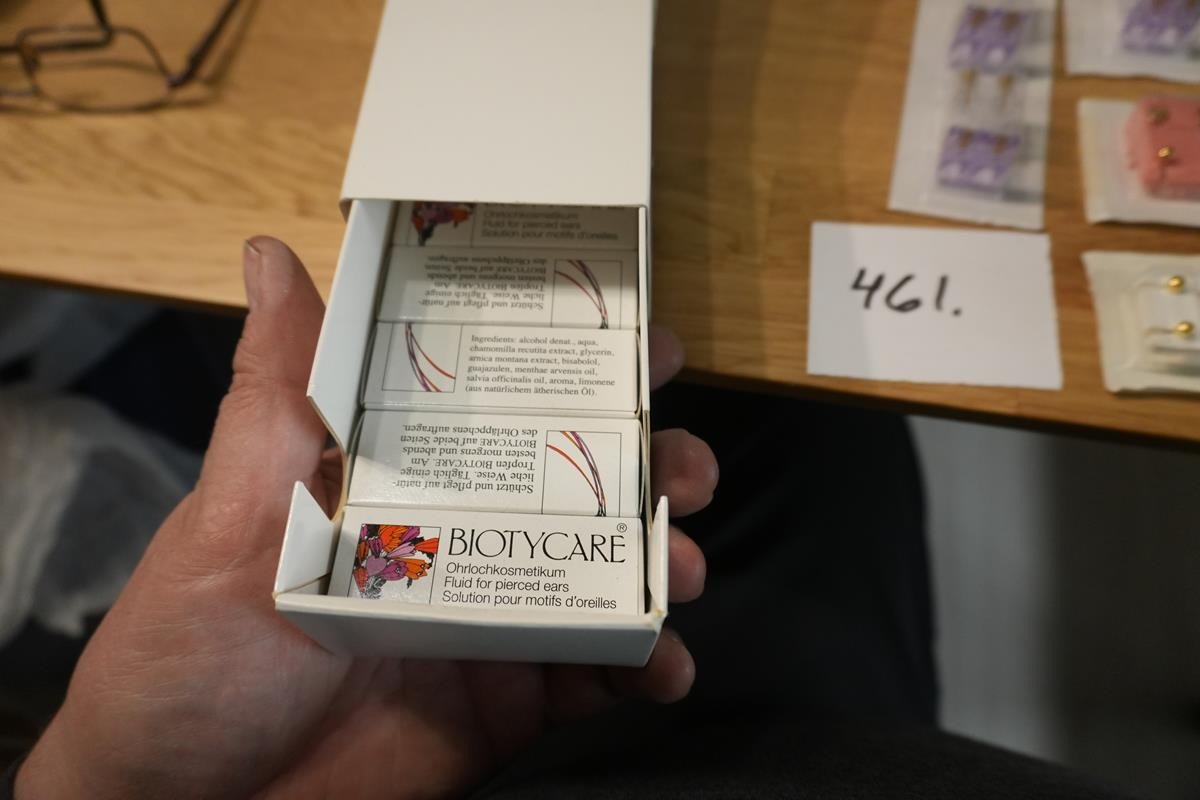 Ohrlochkosmetikum
Fluid for pierced ears
Solution pour motifs d'oreilles
Schützt und pflegt auf natür-
liche Weise. Täglich einige
Tropfen BIOTYCARE. Am
besten morgens und abends
BIOTYCARE auf beide Seiten
des Ohrläppchens auftragen.
Ingredients: alcohol denat., aqua,
chamomilla recutita extract, glycerin,
arnica montana extract, bisabolol,
guajazulen, menthae arvensis oil,
salvia officinalis oil, aroma, limonene
(aus natürlichem ätherischen Öl).
Schützt und pflegt auf natür-
liche Weise. Täglich einige
Tropfen BIOTYCARE. Am
besten morgens und abends
BIOTYCARE auf beide Seiten
des Ohrläppchens auftragen.
BIOTYCARE®
Ohrlochkosmetikum
Fluid for pierced ears
Solution pour motifs d'oreilles
461.